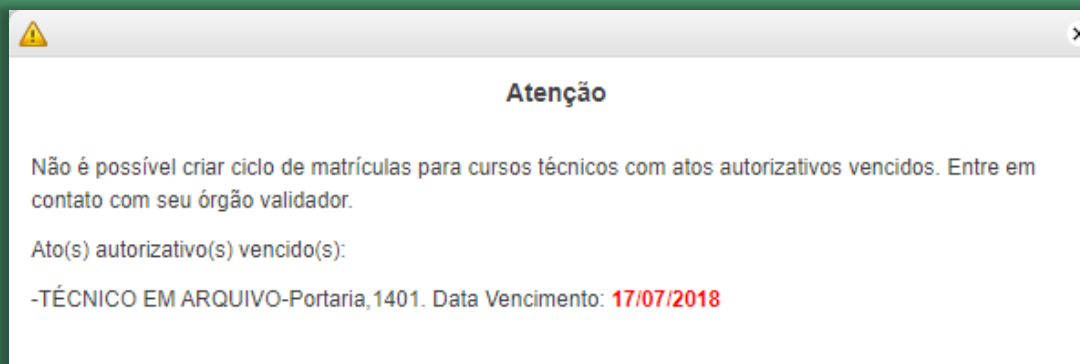 Atenção
Não é possível criar ciclo de matrículas para cursos técnicos com atos autorizativos vencidos. Entre em
contato com seu órgão validador.
Ato(s) autorizativo(s) vencido(s):
-TÉCNICO EM ARQUIVO-Portaria,1401. Data Vencimento: 17/07/2018